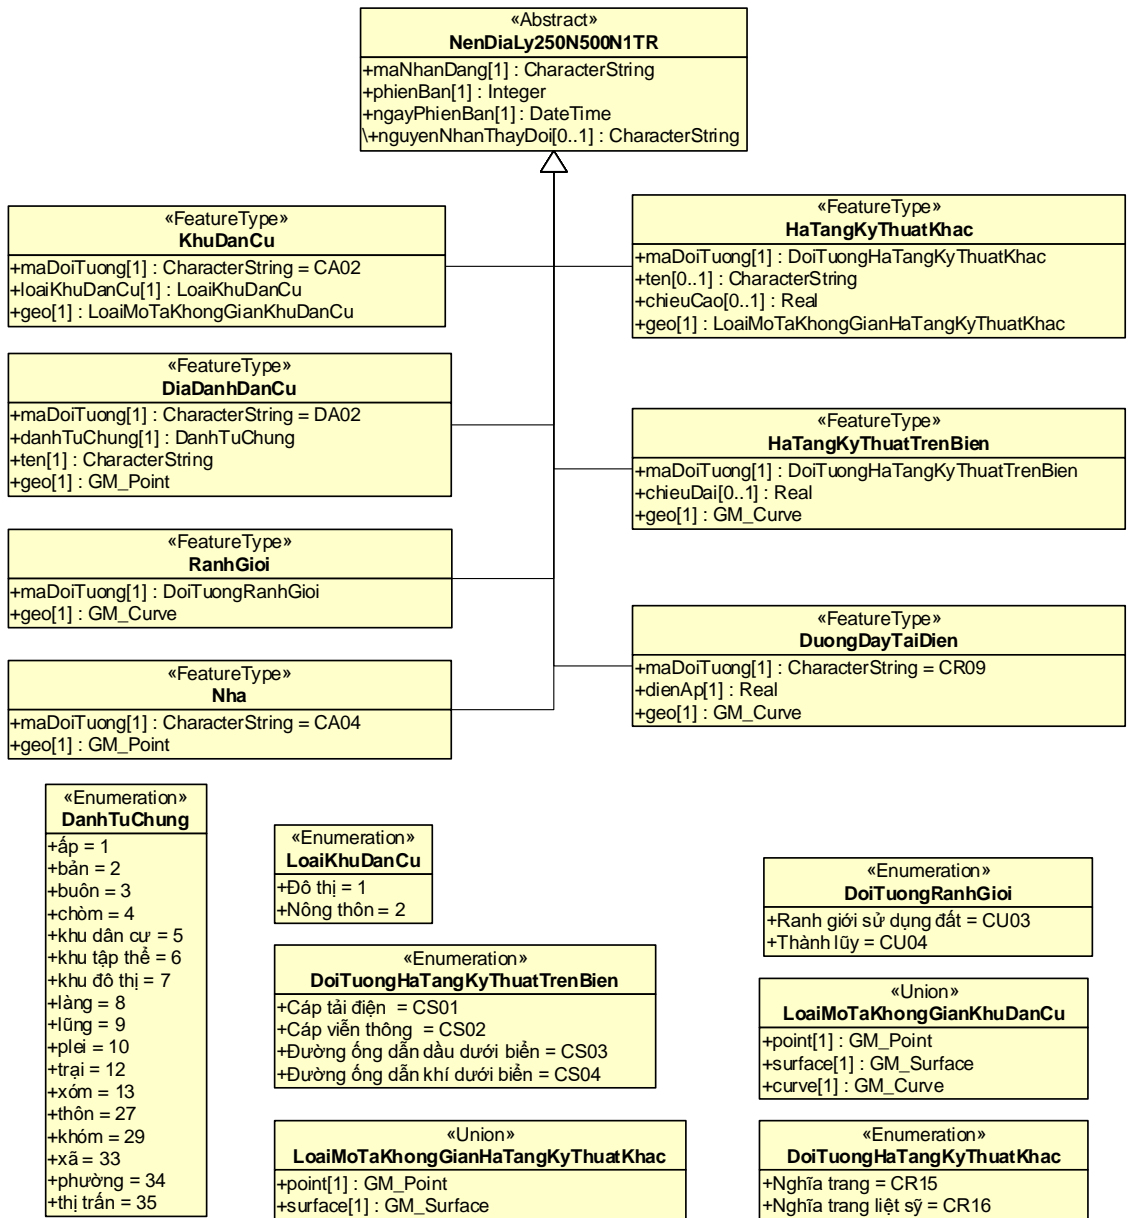 «Abstract»
NenDiaLy250N500N1TR
+maNhanDang[1] : CharacterString
+phienBan[1] : Integer
+ngayPhienBan[1] : DateTime
\+nguyenNhanThayDoi[0..1] : CharacterString
«FeatureType»
KhuDanCu
+maDoiTuong[1] : CharacterString = CA02
+loaiKhuDanCu[1] : LoaiKhuDanCu
+geo[1] : LoaiMoTaKhongGianKhuDanCu
«FeatureType»
HaTangKyThuatKhac
+maDoiTuong[1] : DoiTuongHaTangKyThuatKhac
+ten[0..1] : CharacterString
+chieuCao[0..1] : Real
+geo[1] : LoaiMoTaKhongGianHaTangKyThuatKhac
«FeatureType»
DiaDanhDanCu
+maDoiTuong[1] : CharacterString = DA02
+danhTuChung[1] : DanhTuChung
+ten[1] : CharacterString
+geo[1] : GM_Point
«FeatureType»
HaTangKyThuatTrenBien
+maDoiTuong[1] : DoiTuongHaTangKyThuatTrenBien
+chieuDai[0..1] : Real
+geo[1] : GM_Curve
«FeatureType»
RanhGioi
+maDoiTuong[1] : DoiTuongRanhGioi
+geo[1] : GM_Curve
«FeatureType»
DuongDayTaiDien
+maDoiTuong[1] : CharacterString = CR09
+dienAp[1] : Real
+geo[1] : GM_Curve
«FeatureType»
Nha
+maDoiTuong[1] : CharacterString = CA04
+geo[1] : GM_Point
«Enumeration»
DanhTuChung
+ấp = 1
+bản = 2
+buôn = 3
+chòm = 4
+khu dân cư = 5
+khu tập thể = 6
+khu đô thị = 7
+làng = 8
+lũng = 9
+plei = 10
+trại = 12
+xóm = 13
+thôn = 27
+khóm = 29
+xã = 33
+phường = 34
+thị trấn = 35
«Enumeration»
LoaiKhuDanCu
+Đô thị = 1
+Nông thôn = 2
«Enumeration»
DoiTuongRanhGioi
+Ranh giới sử dụng đất = CU03
+Thành lũy = CU04
«Enumeration»
DoiTuongHaTangKyThuatTrenBien
+Cáp tải điện = CS01
+Cáp viễn thông = CS02
+Đường ống dẫn dầu dưới biển = CS03
+Đường ống dẫn khí dưới biển = CS04
«Union»
LoaiMoTaKhongGianKhuDanCu
+point[1] : GM_Point
+surface[1] : GM_Surface
+curve[1] : GM_Curve
«Union»
LoaiMoTaKhongGianHaTangKyThuatKhac
+point[1] : GM_Point
+surface[1] : GM_Surface
«Enumeration»
DoiTuongHaTangKyThuatKhac
+Nghĩa trang = CR15
+Nghĩa trang liệt sỹ = CR16